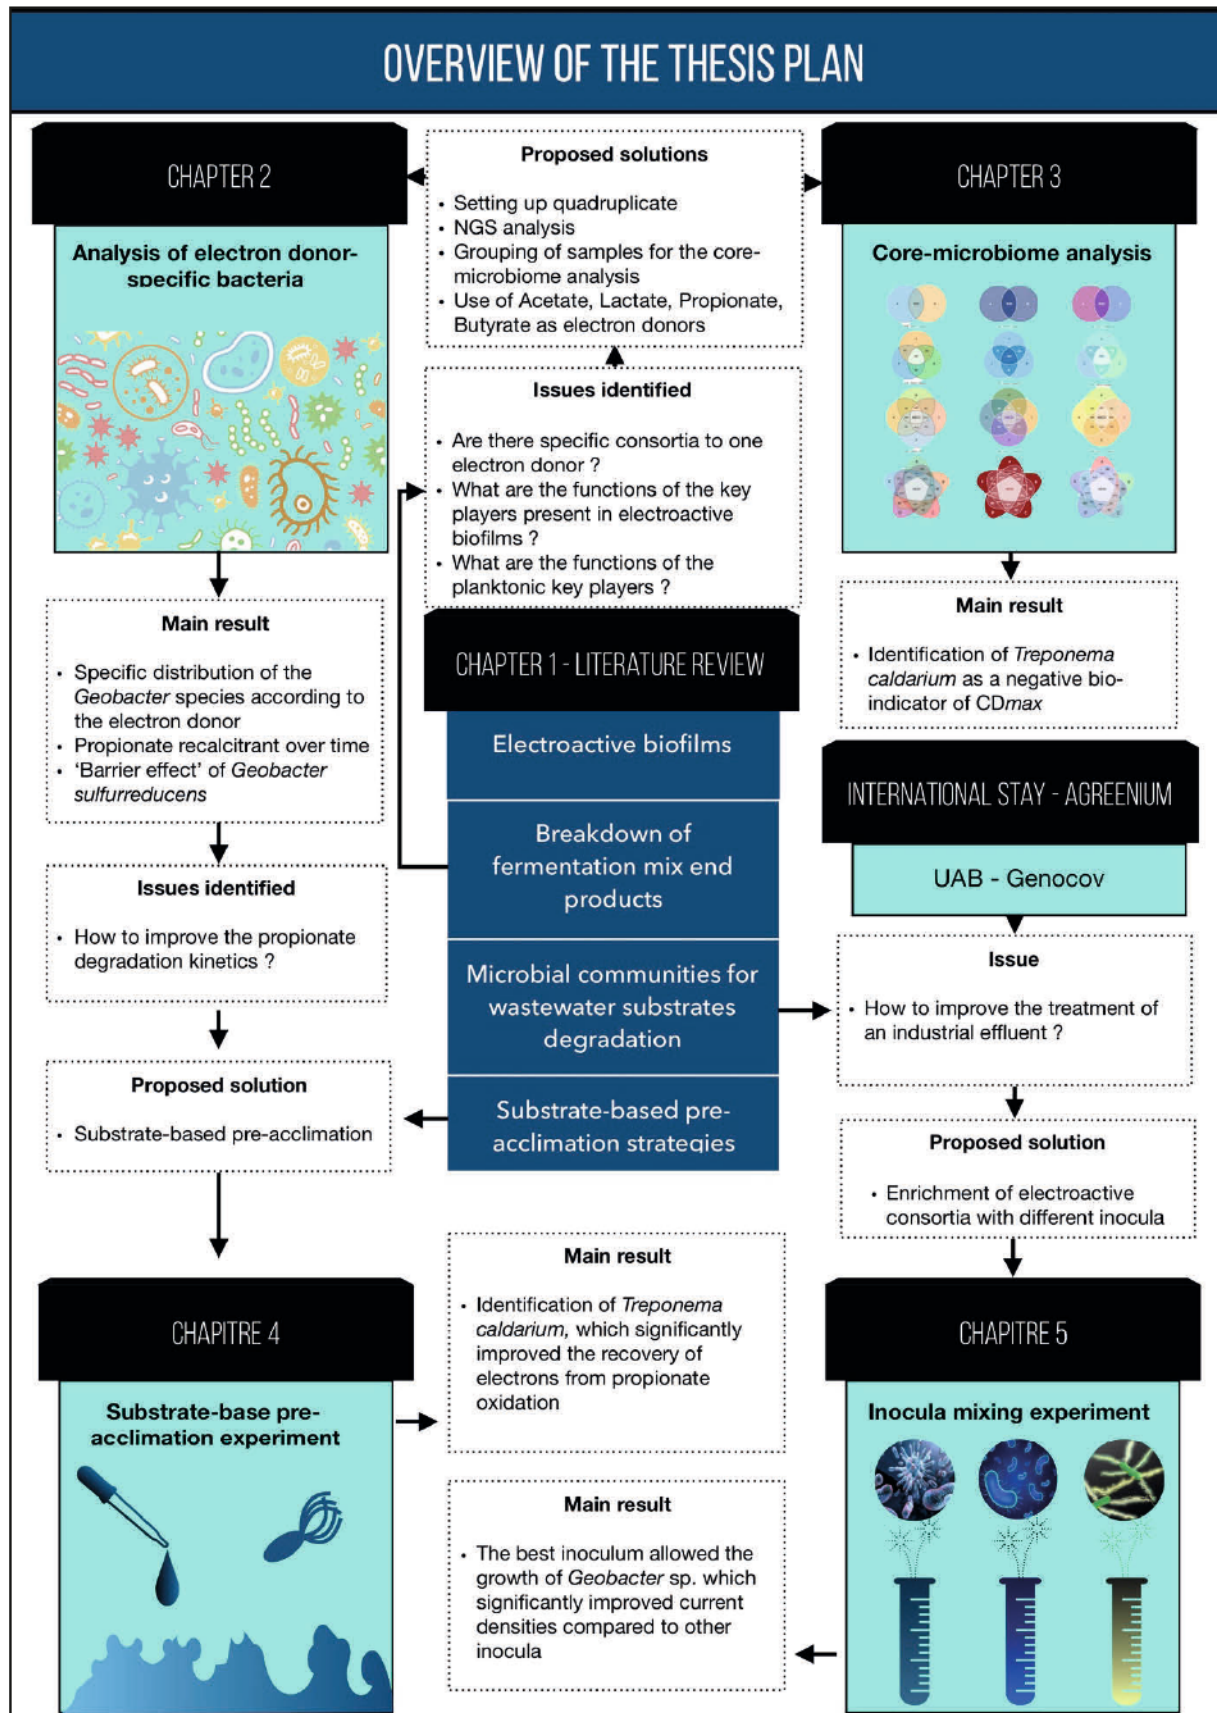 OVERVIEW OF THE THESIS PLAN
CHAPTER 2
Analysis of electron donor-
specific bacteria
Main result
• Specific distribution of the
Geobacter species according to
the electron donor
• Propionate recalcitrant over time
• ‘Barrier effect’ of Geobacter
sulfurreducens
Issues identified
• How to improve the propionate
degradation kinetics ?
Proposed solution
• Substrate-based pre-acclimation
CHAPITRE 4
Substrate-base pre-
acclimation experiment
Proposed solutions
• Setting up quadruplicate
• NGS analysis
• Grouping of samples for the core-
microbiome analysis
• Use of Acetate, Lactate, Propionate,
Butyrate as electron donors
Issues identified
• Are there specific consortia to one
electron donor ?
• What are the functions of the key
players present in electroactive
biofilms ?
• What are the functions of the
planktonic key players ?
CHAPTER 1 - LITERATURE REVIEW
Electroactive biofilms
Breakdown of
fermentation mix end
products
Microbial communities for
wastewater substrates
degradation
Substrate-based pre-
acclimation strategies
Main result
• Identification of Treponema
caldarium, which significantly
improved the recovery of
electrons from propionate
oxidation
Main result
• The best inoculum allowed the
growth of Geobacter sp. which
significantly improved current
densities compared to other
inocula
CHAPTER 3
Core-microbiome analysis
Main result
• Identification of Treponema
caldarium as a negative bio-
indicator of CDmax
INTERNATIONAL STAY - AGREENIUM
UAB - Genocov
Issue
• How to improve the treatment of
an industrial effluent ?
Proposed solution
• Enrichment of electroactive
consortia with different inocula
CHAPITRE 5
Inocula mixing experiment